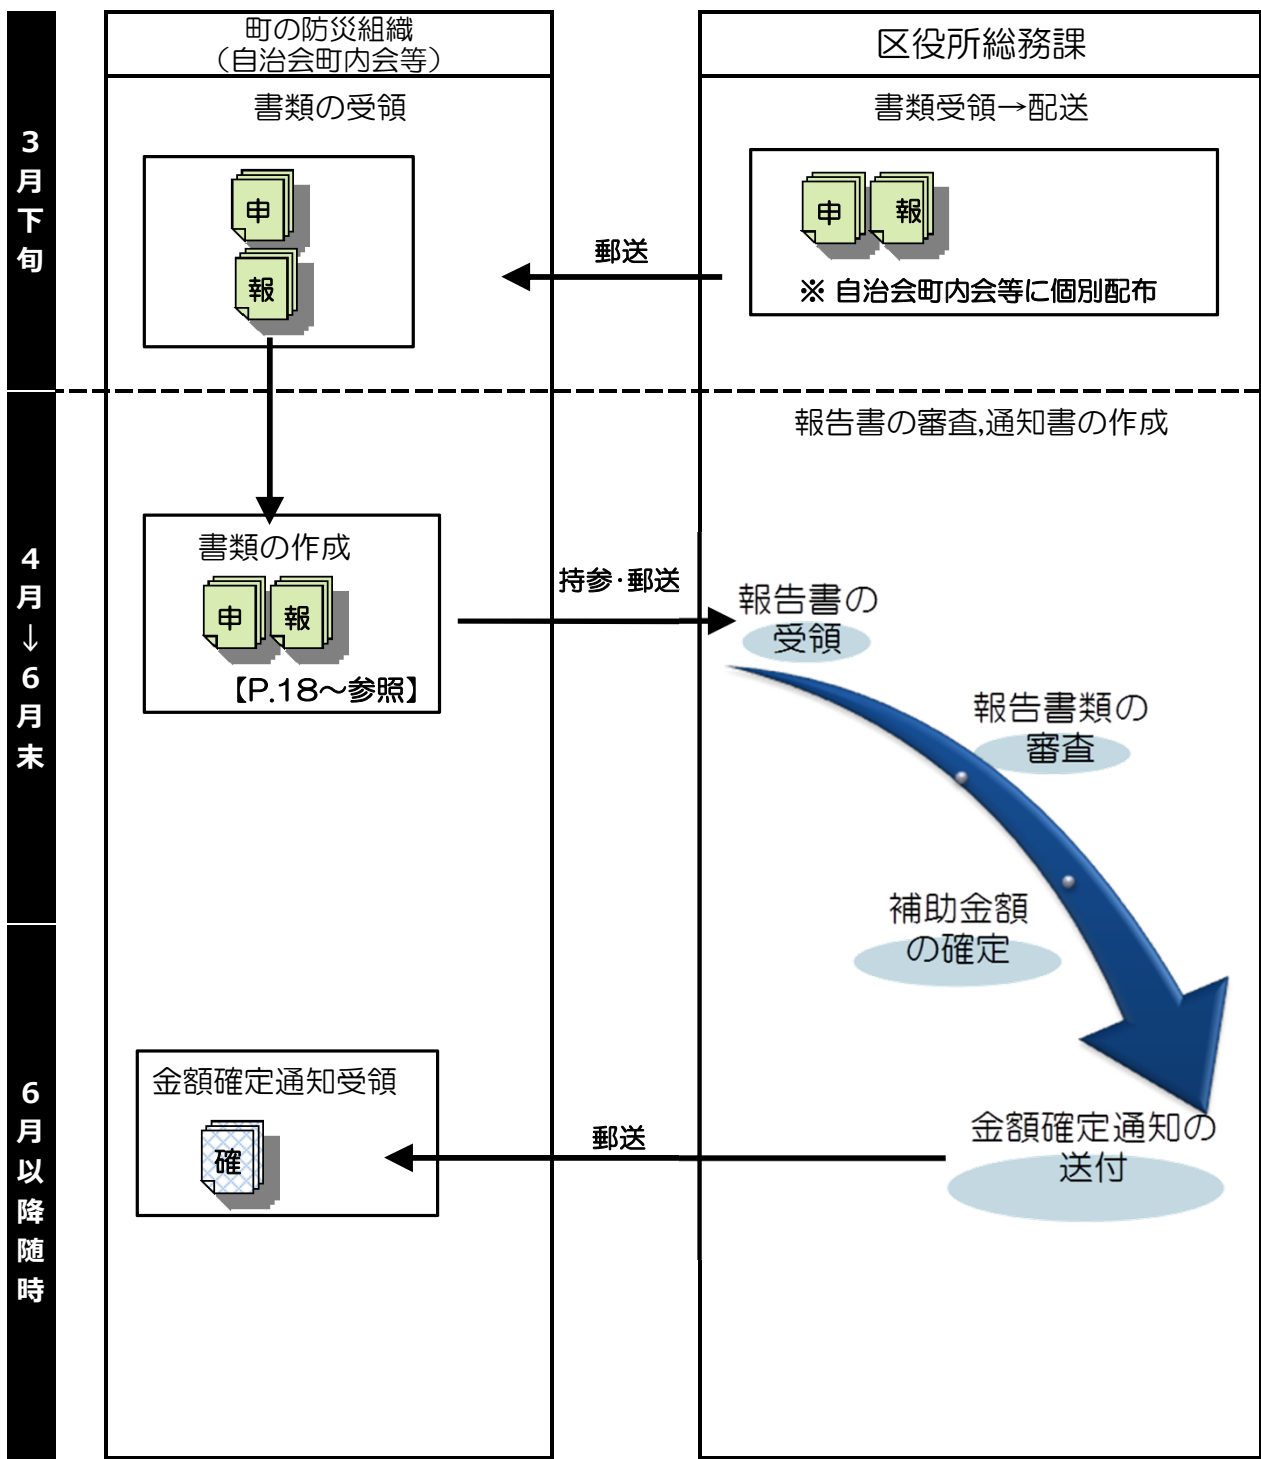 町の防災組織
（自治会町内会等）
区役所総務課
3月下旬
書類の受領
申
報
郵送
書類受領→配送
申 報
※ 自治会町内会等に個別配布
4月→6月末
報告書の審査,通知書の作成
書類の作成
申 報
【P.18～参照】
持参・郵送
報告書の
受領
報告書類の
審査
補助金額
の確定
6月以降随時
金額確定通知受領
確
郵送
金額確定通知の
送付